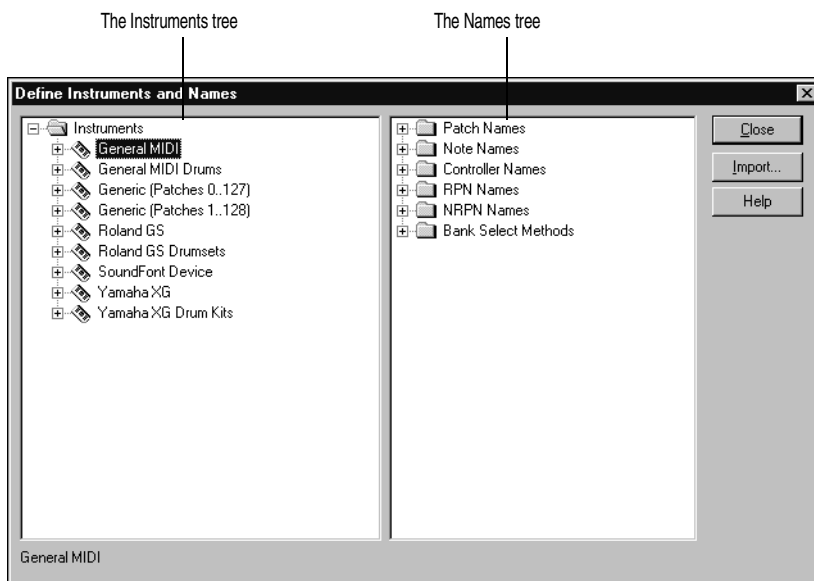 The Instruments tree
The Names tree
Define Instruments and Names
Instruments
General MIDI
General MIDI Drums
Generic (Patches 0..127)
Generic (Patches 1..128)
Roland GS
Roland GS Drumsets
SoundFont Device
Yamaha XG
Yamaha XG Drum Kits
Patch Names
Note Names
Controller Names
RPN Names
NRPN Names
Bank Select Methods
Close
Import...
Help
General MIDI